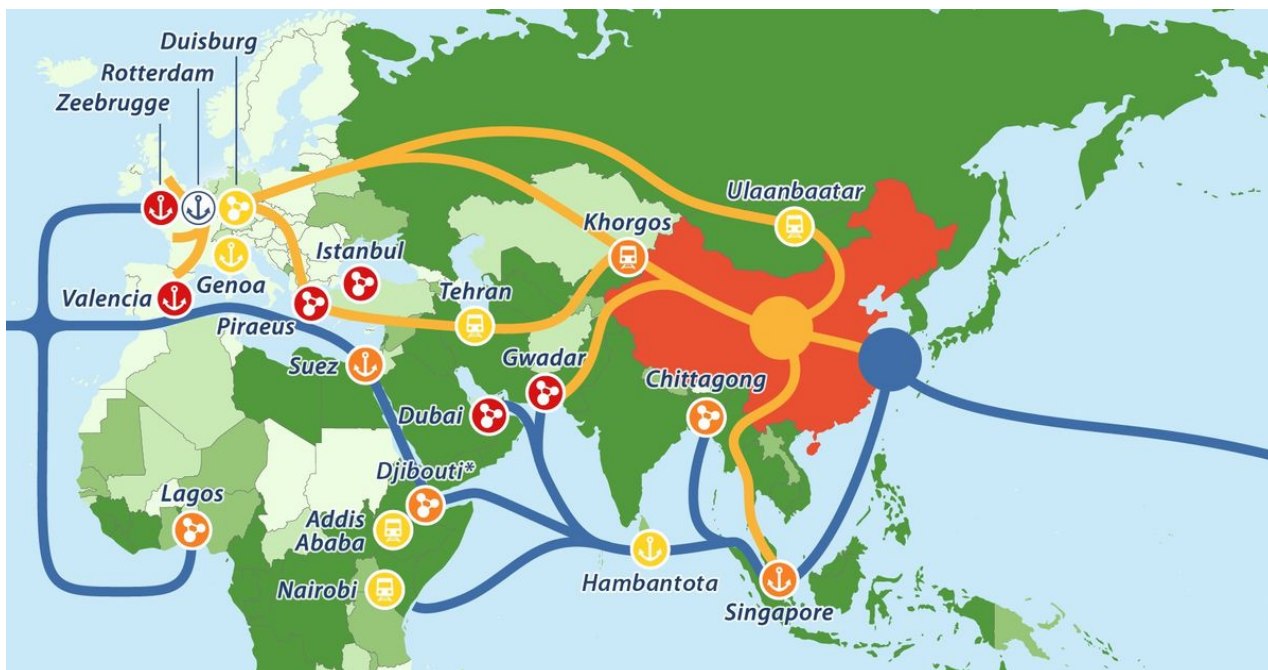 Duisburg
Rotterdam
Zeebrugge
Ulaanbaatar
Khorgos
Istanbul
Genoa
Valencia
Tehran
Piraeus
Gwadar
Suez
Chittagong
Dubai
Djibouti*
Lagos
Addis
Ababa
Nairobi
Hambantota
Singapore